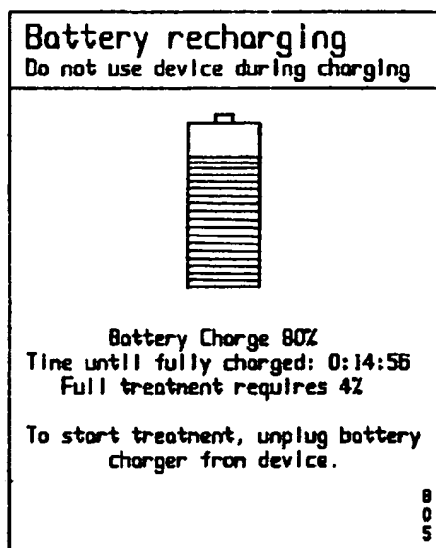 Battery recharging
Do not use device during charging
Battery Charge 80%
Time until fully charged: 0:14:56
Full treatment requires 4%
To start treatment, unplug battery
charger from device.
8
0
5